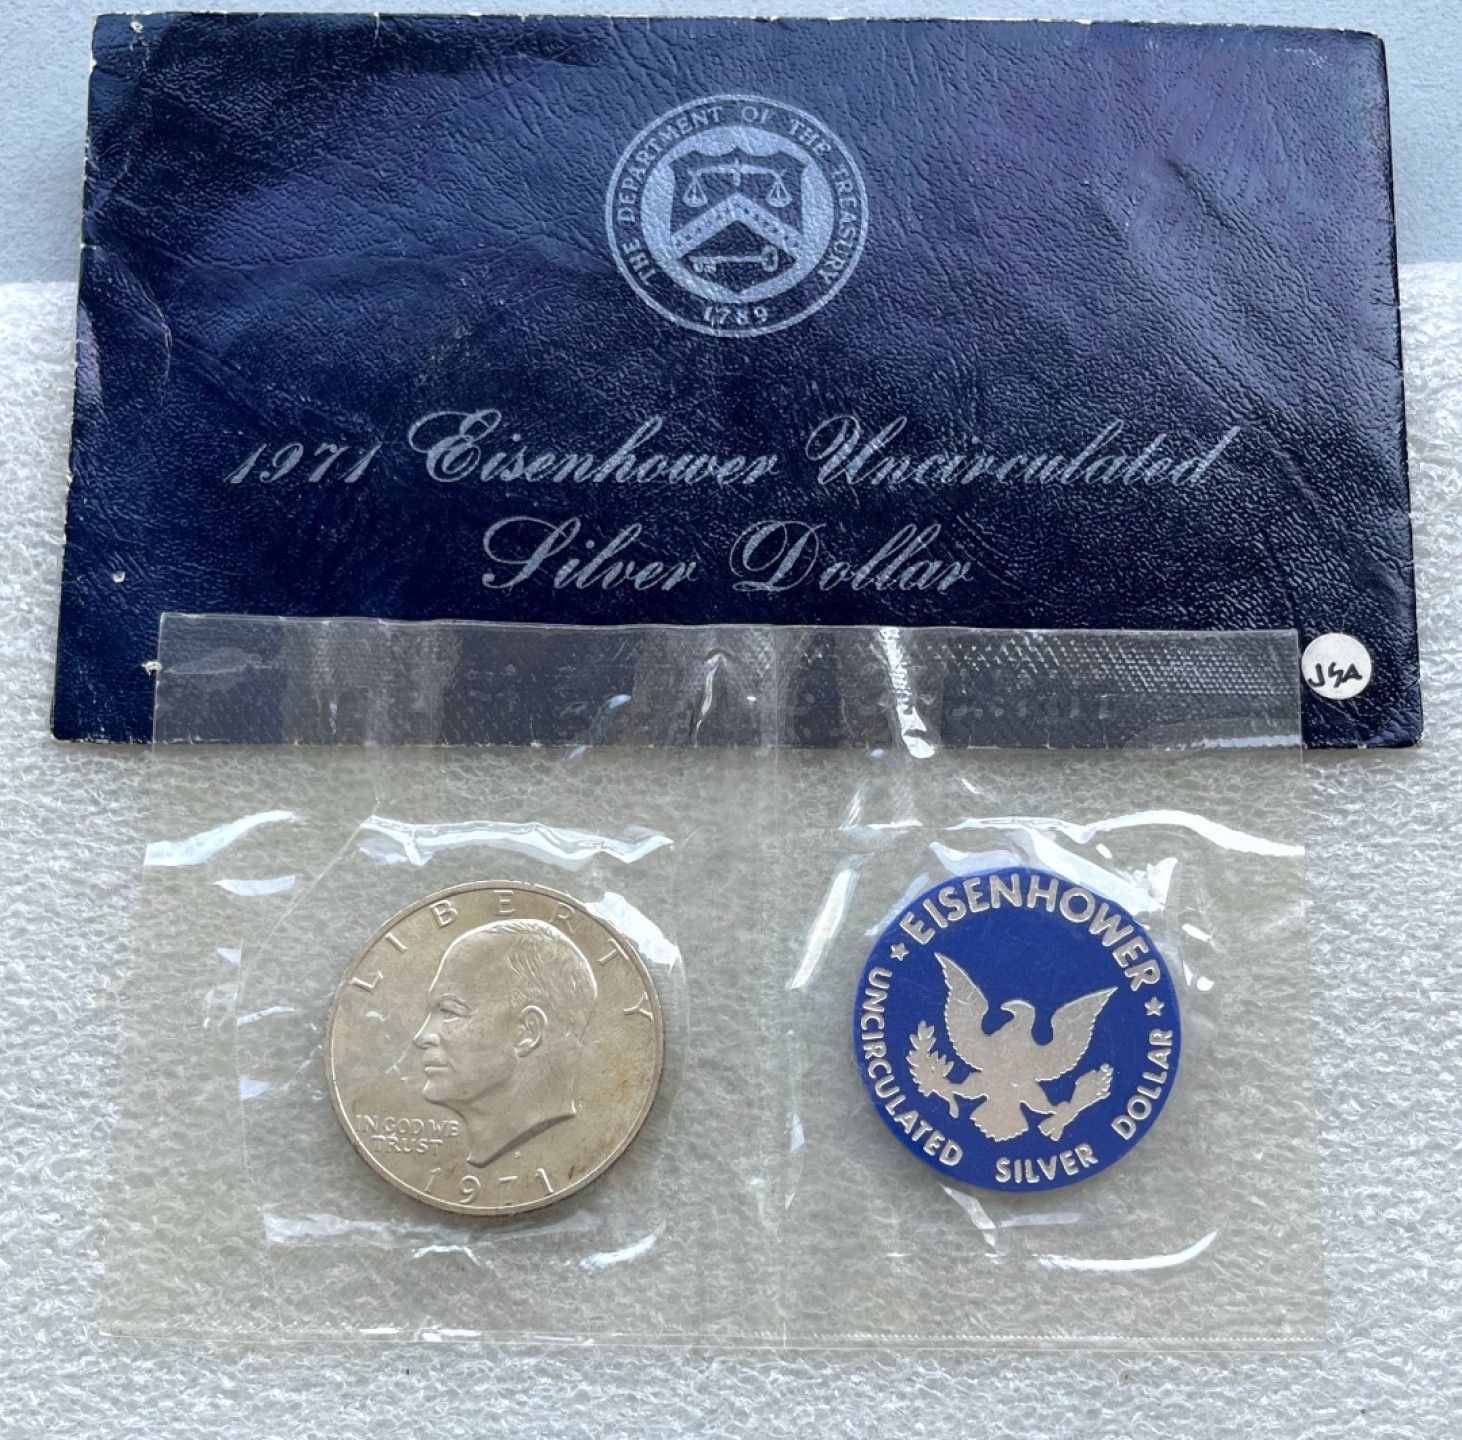 THE DEPARTMENT OF THE TREASURY
1789
1971 Eisenhower Uncirculated
Silver Dollar
JSA
LIBERTY
IN GOD WE
TRUST
S
1971
EISENHOWER
UNCIRCULATED SILVER DOLLAR